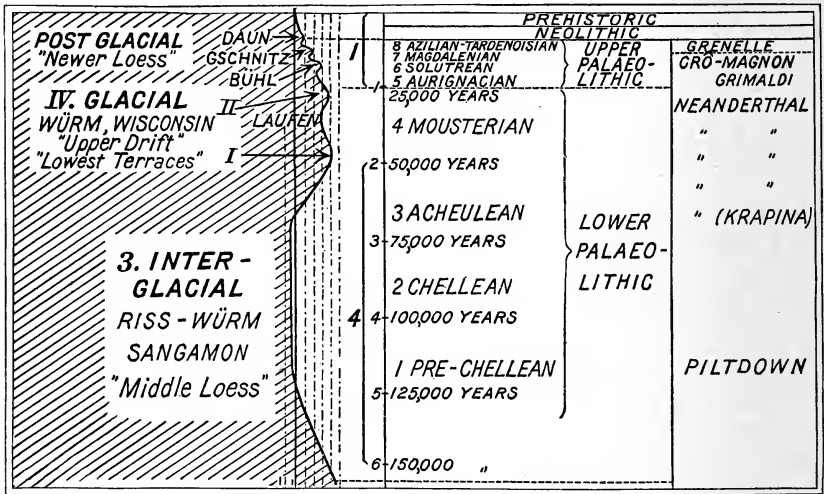 POST GLACIAL
"Newer Loess"
DAUN
GSCHNITZ
BÜHL
IV. GLACIAL
WÜRM, WISCONSIN
"Upper Drift"
"Lowest Terraces"
II
LAUFEN
I
3. INTER-
GLACIAL
RISS-WÜRM
SANGAMON
"Middle Loess"
1
4
PREHISTORIC
NEOLITHIC
8 AZILIAN-TARDENOISIAN
7 MAGDALENIAN
6 SOLUTREAN
5 AURIGNACIAN
1
25,000 YEARS
4 MOUSTERIAN
2-50,000 YEARS
3 ACHEULEAN
3-75,000 YEARS
2 CHELLEAN
4-100,000 YEARS
1 PRE-CHELLEAN
5-125,000 YEARS
6-150,000 "
UPPER
PALAEO-
LITHIC
LOWER
PALAEO-
LITHIC
GRENELLE
CRÔ-MAGNON
GRIMALDI
NEANDERTHAL
" "
" "
" "
" (KRAPINA)
PILTDOWN